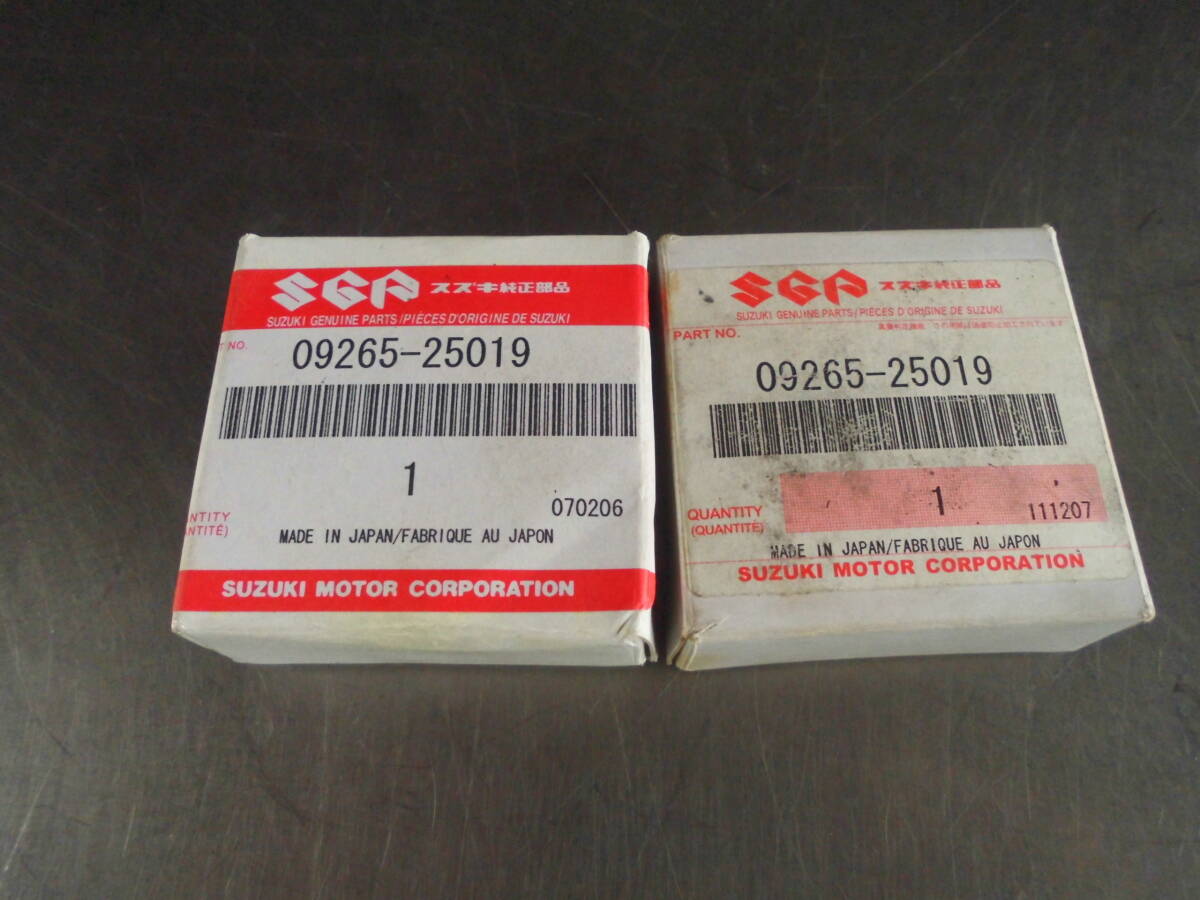 SGP スズキ純正部品
SUZUKI GENUINE PARTS/PIÈCES D'ORIGINE DE SUZUKI
T NO.
09265-25019
1
070206
NTITY
NTITÉ)
MADE IN JAPAN/FABRIQUE AU JAPON
SUZUKI MOTOR CORPORATION
SGP スズキ純正部品
SUZUKI GENUINE PARTS/PIÈCES D'ORIGINE DE SUZUKI
PART NO.
09265-25019
QUANTITY
(QUANTITÉ)
1
I11207
MADE IN JAPAN/FABRIQUE AU JAPON
SUZUKI MOTOR CORPORATION